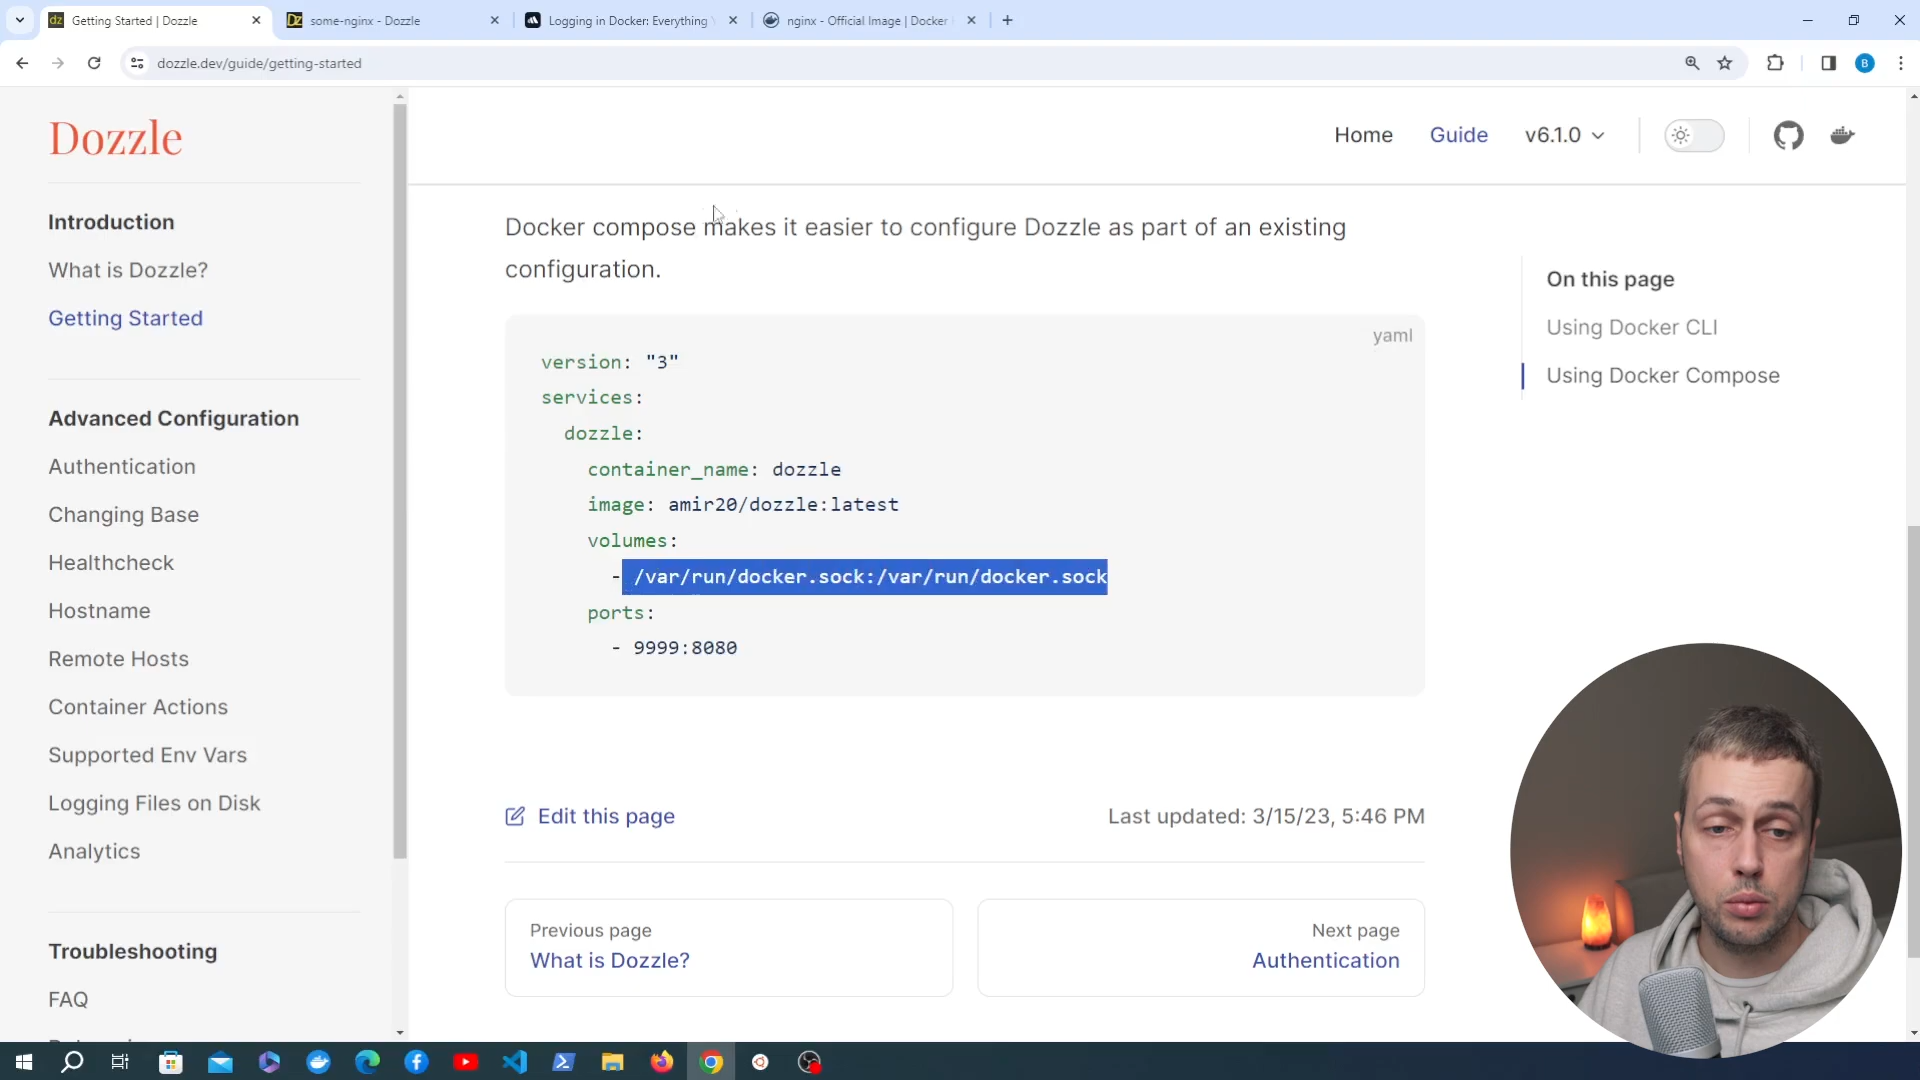 Getting Started | Dozzle
some-nginx - Dozzle
Logging in Docker: Everything
nginx - Official Image | Docker
dozzle.dev/guide/getting-started
B
Dozzle
Home
Guide
v6.1.0
Introduction
What is Dozzle?
Getting Started
Advanced Configuration
Authentication
Changing Base
Healthcheck
Hostname
Remote Hosts
Container Actions
Supported Env Vars
Logging Files on Disk
Analytics
Troubleshooting
FAQ
Docker compose makes it easier to configure Dozzle as part of an existing
configuration.
yaml
version: "3"
services:
dozzle:
container_name: dozzle
image: amir20/dozzle:latest
volumes:
- /var/run/docker.sock:/var/run/docker.sock
ports:
- 9999:8080
Edit this page
Last updated: 3/15/23, 5:46 PM
Previous page
What is Dozzle?
Next page
Authentication
On this page
Using Docker CLI
Using Docker Compose